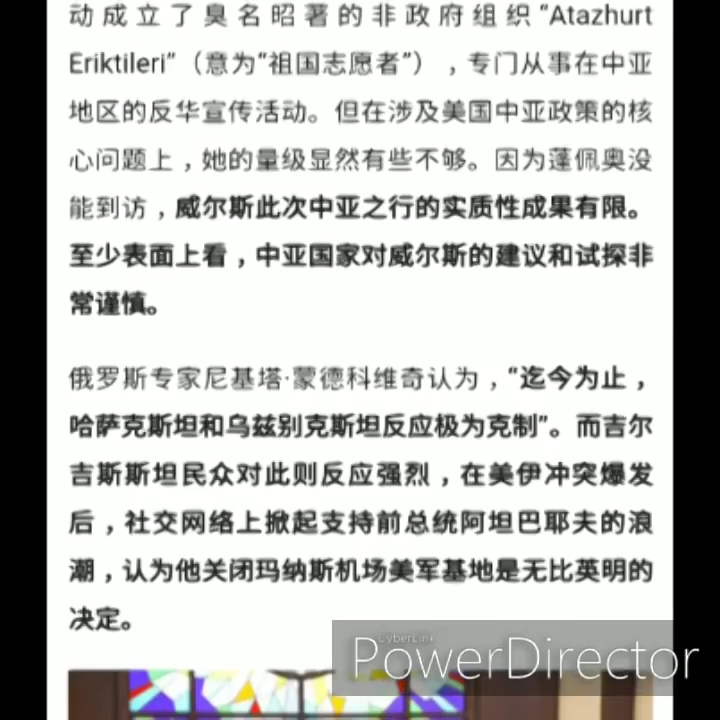 动成立了臭名昭著的非政府组织“Atazhurt
Eriktileri”（意为“祖国志愿者”），专门从事在中亚
地区的反华宣传活动。但在涉及美国中亚政策的核
心问题上，她的量级显然有些不够。因为蓬佩奥没
能到访，威尔斯此次中亚之行的实质性成果有限。
至少表面上看，中亚国家对威尔斯的建议和试探非
常谨慎。
俄罗斯专家尼基塔·蒙德科维奇认为，“迄今为止，
哈萨克斯坦和乌兹别克斯坦反应极为克制”。而吉尔
吉斯斯坦民众对此则反应强烈，在美伊冲突爆发
后，社交网络上掀起支持前总统阿坦巴耶夫的浪
潮，认为他关闭玛纳斯机场美军基地是无比英明的
决定。
CyberLink
PowerDirector